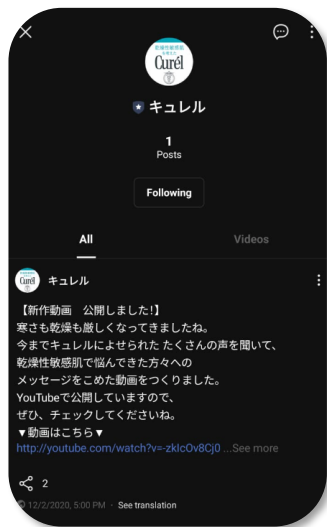 乾燥性敏感肌
を考えた
Curél
キュレル
1
Posts
Following
All
Videos
Curél
キュレル
【新作動画 公開しました!】
寒さも乾燥も厳しくなってきましたね。
今までキュレルによせられた たくさんの声を聞いて、
乾燥性敏感肌で悩んできた方々への
メッセージをこめた動画をつくりました。
YouTubeで公開していますので、
ぜひ、チェックしてくださいね。
▼動画はこちら▼
http://youtube.com/watch?v=-zkIcOv8Cj0 ...See more
2
12/2/2020, 5:00 PM · See translation